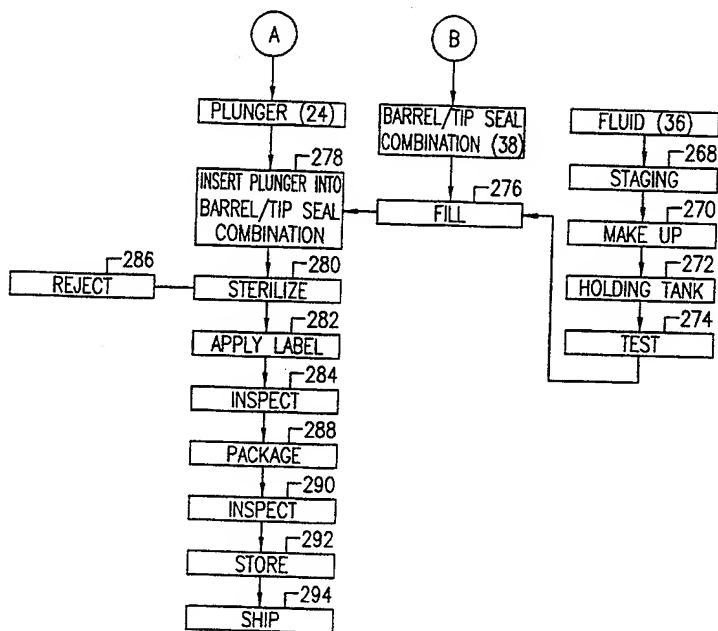 A
B
PLUNGER (24)
BARREL/TIP SEAL
COMBINATION (38)
FLUID (36)
278
INSERT PLUNGER INTO
BARREL/TIP SEAL
COMBINATION
276
FILL
268
STAGING
270
MAKE UP
272
HOLDING TANK
274
TEST
286
REJECT
280
STERILIZE
282
APPLY LABEL
284
INSPECT
288
PACKAGE
290
INSPECT
292
STORE
294
SHIP